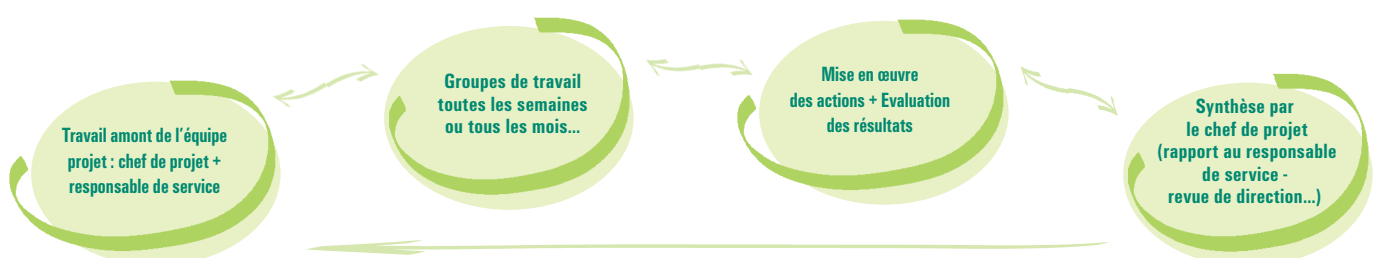 Travail amont de l'équipe
projet : chef de projet +
responsable de service
Groupes de travail
toutes les semaines
ou tous les mois...
Mise en œuvre
des actions + Evaluation
des résultats
Synthèse par
le chef de projet
(rapport au responsable
de service -
revue de direction...)